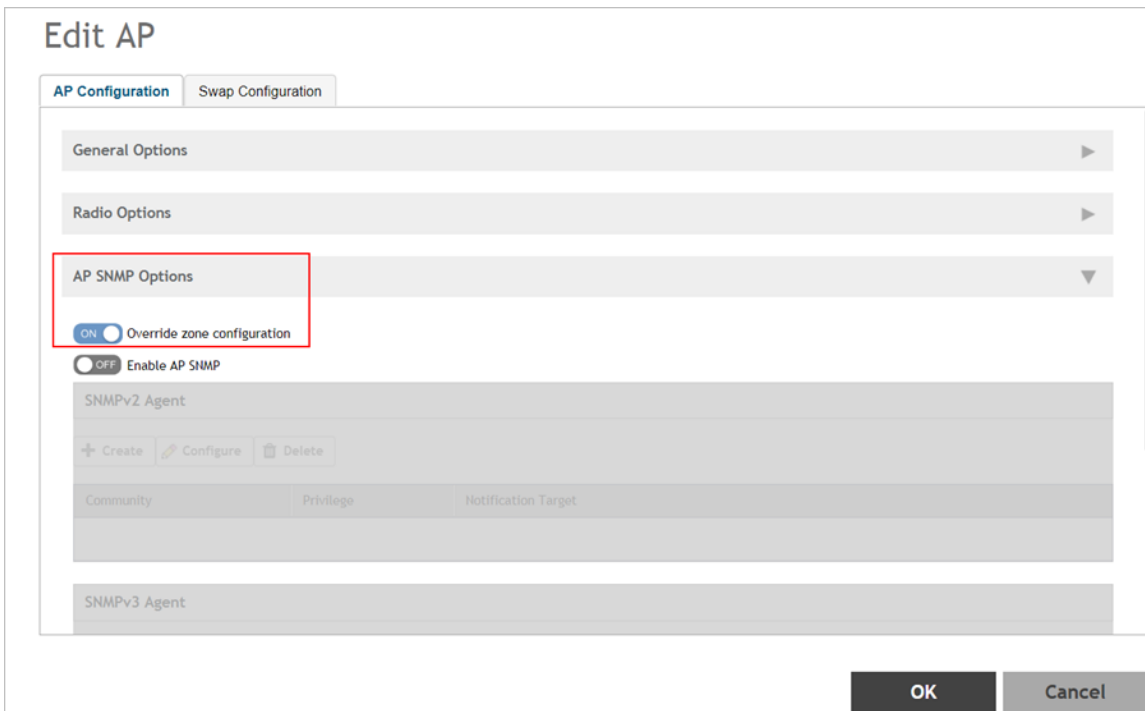 Edit AP
AP Configuration Swap Configuration
General Options
Radio Options
AP SNMP Options
ON Override zone configuration
OFF Enable AP SNMP
SNMPv2 Agent
Create Configure Delete
Community Privilege Notification Target
SNMPv3 Agent
OK Cancel